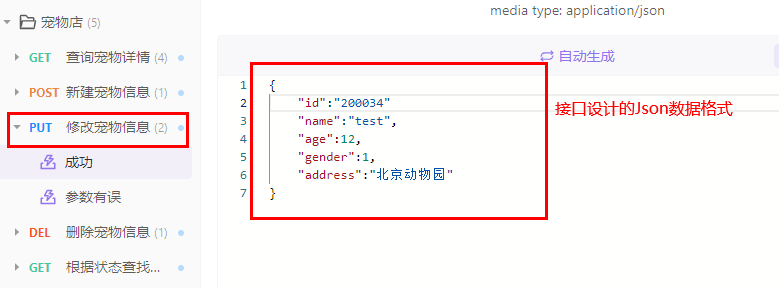 宠物店 (5)
GET 查询宠物详情 (4)
POST 新建宠物信息 (1)
PUT 修改宠物信息 (2)
成功
参数有误
DEL 删除宠物信息 (1)
GET 根据状态查找...
media type: application/json
自动生成
1 {
2 "id":"200034"
3 "name":"test",
4 "age":12,
5 "gender":1,
6 "address":"北京动物园"
7 }
接口设计的Json数据格式